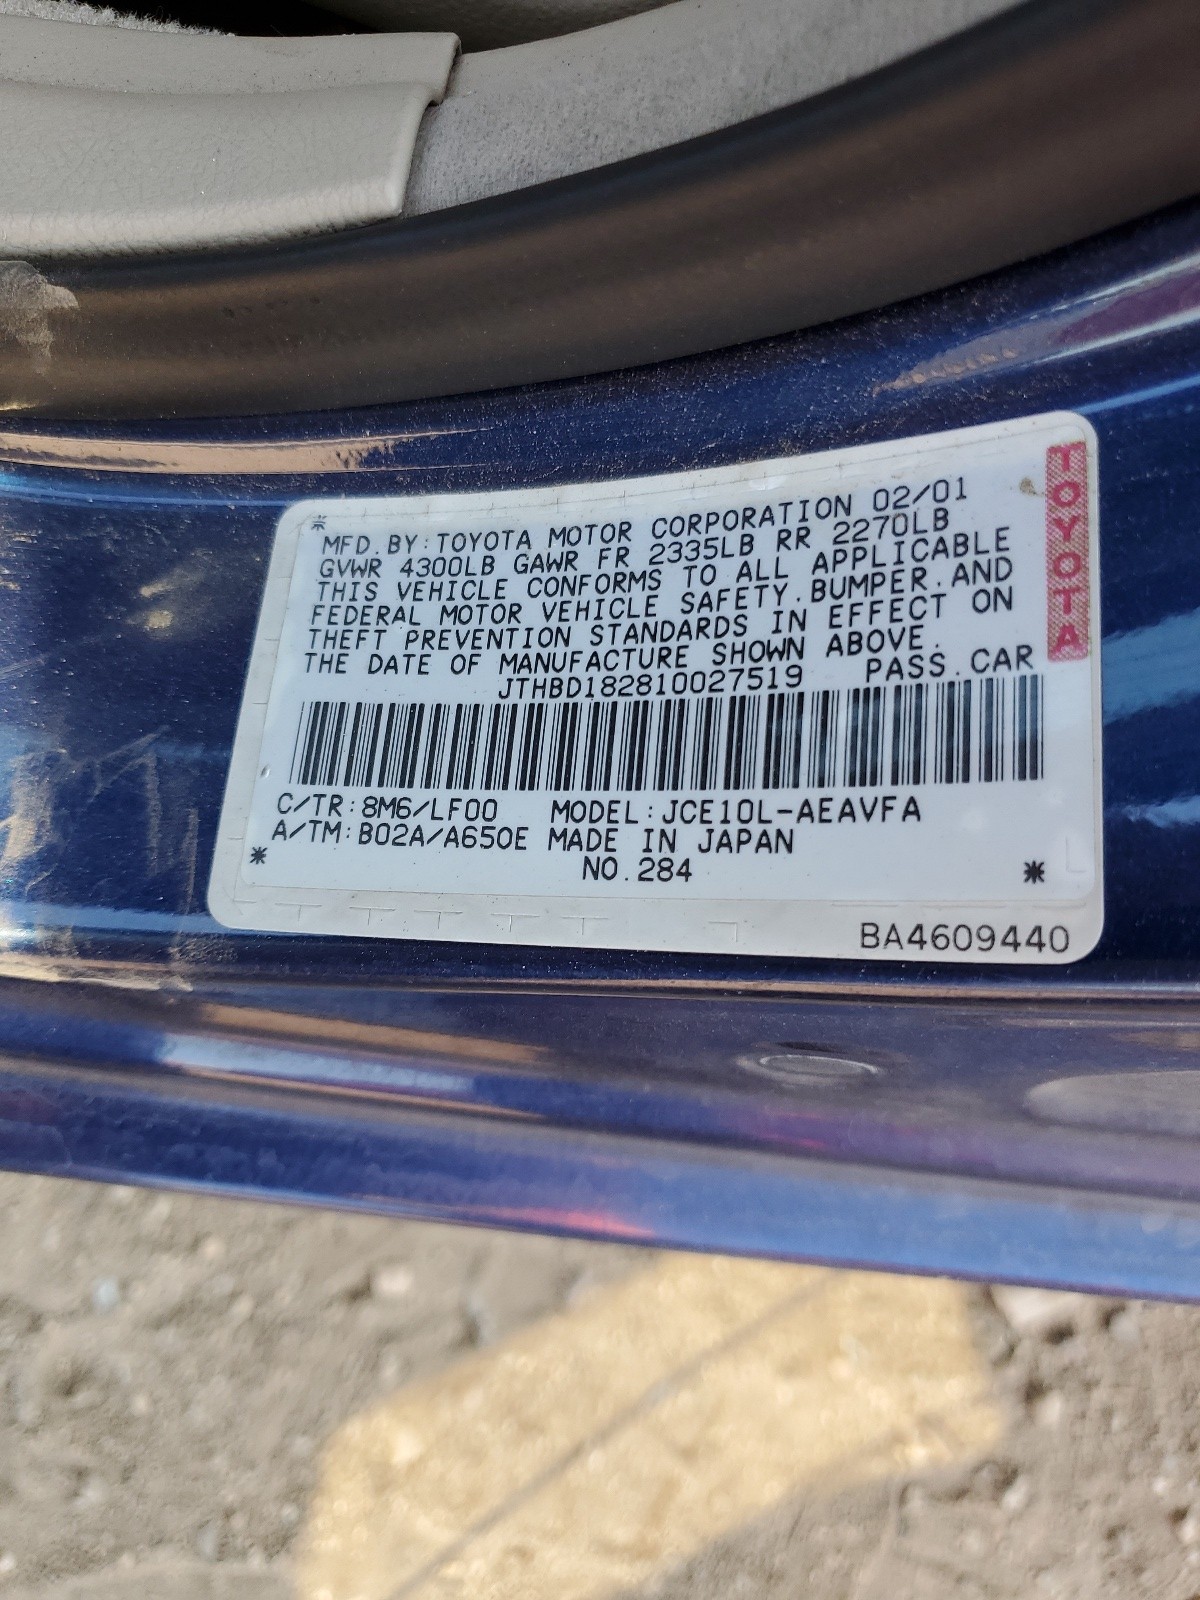 MFD. BY: TOYOTA MOTOR CORPORATION 02/01
GVWR 4300LB GAWR FR 2335LB RR 2270LB
THIS VEHICLE CONFORMS TO ALL APPLICABLE
FEDERAL MOTOR VEHICLE SAFETY. BUMPER. AND
THEFT PREVENTION STANDARDS IN EFFECT ON
THE DATE OF MANUFACTURE SHOWN ABOVE.
JTHBD182810027519 PASS. CAR
C/TR: 8M6/LF00 MODEL: JCE10L-AEAVFA
A/TM: B02A/A650E MADE IN JAPAN
NO. 284
BA4609440
TOYOTA